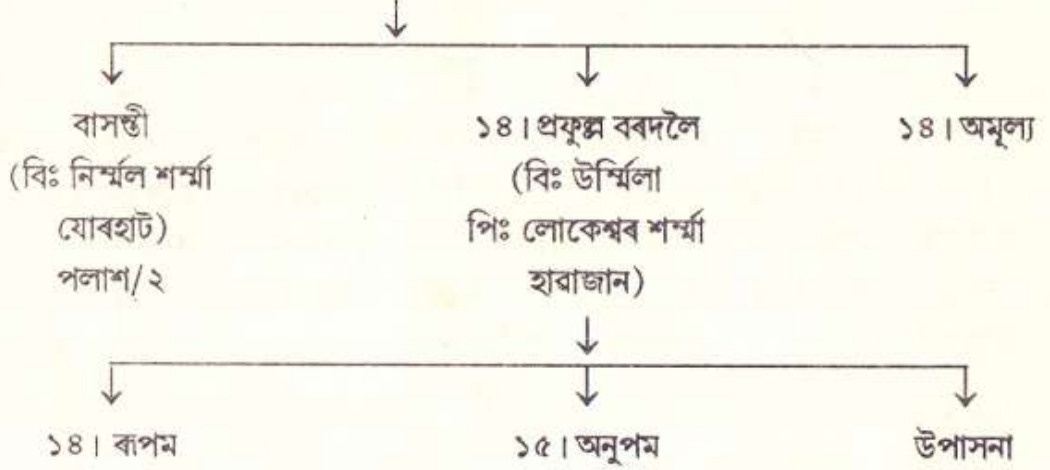 বাসন্তী
(বিঃ নিৰ্ম্মল শৰ্ম্মা
যোৰহাট)
পলাশ/২
১৪। প্ৰফুল্ল বৰদলৈ
(বিঃ উৰ্ম্মিলা
পিঃ লোকেশ্বৰ শৰ্ম্মা
হাৱাজান)
১৪। অমূল্য
১৪। ৰূপম
১৫। অনুপম
উপাসনা